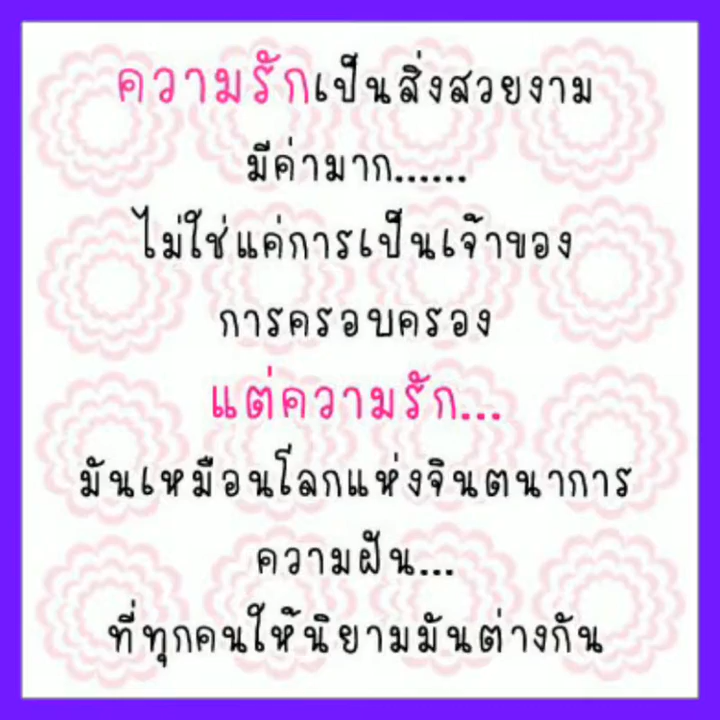 ความรักเป็นสิ่งสวยงาม
มีค่ามาก......
ไม่ใช่แค่การเป็นเจ้าของ
การครอบครอง
แต่ความรัก...
มันเหมือนโลกแห่งจินตนาการ
ความฝัน...
ที่ทุกคนให้นิยามมันต่างกัน